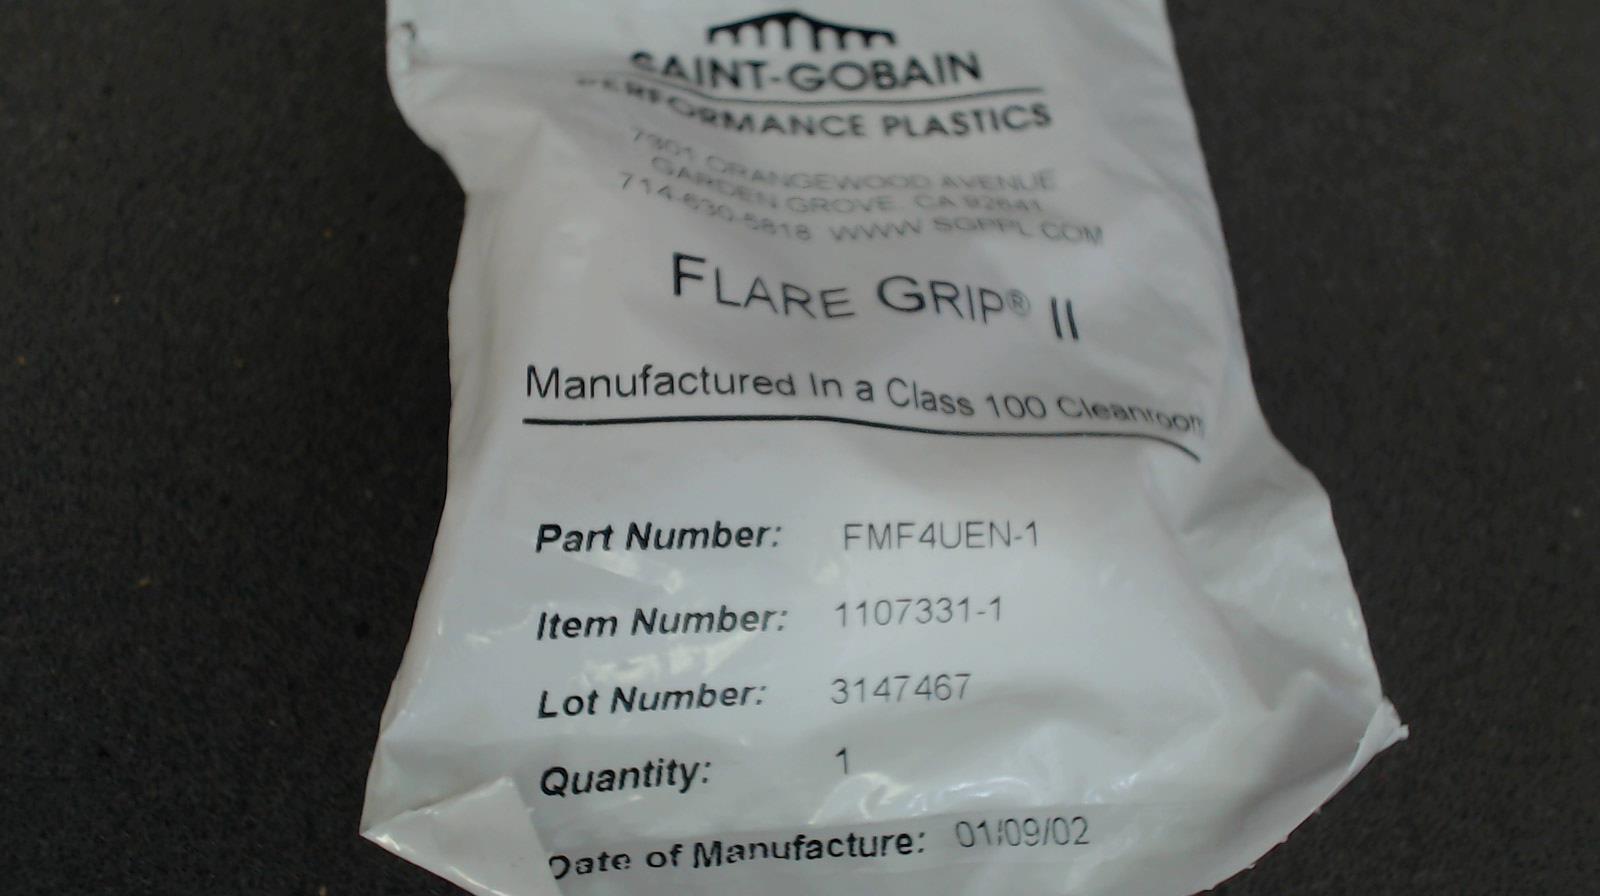 SAINT-GOBAIN
PERFORMANCE PLASTICS
7301 ORANGEWOOD AVENUE
GARDEN GROVE, CA 92841
714-630-5818 WWW.SGPPL.COM
FLARE GRIP® II
Manufactured In a Class 100 Cleanroom
Part Number: FMF4UEN-1
Item Number: 1107331-1
Lot Number: 3147467
Quantity: 1
Date of Manufacture: 01/09/02